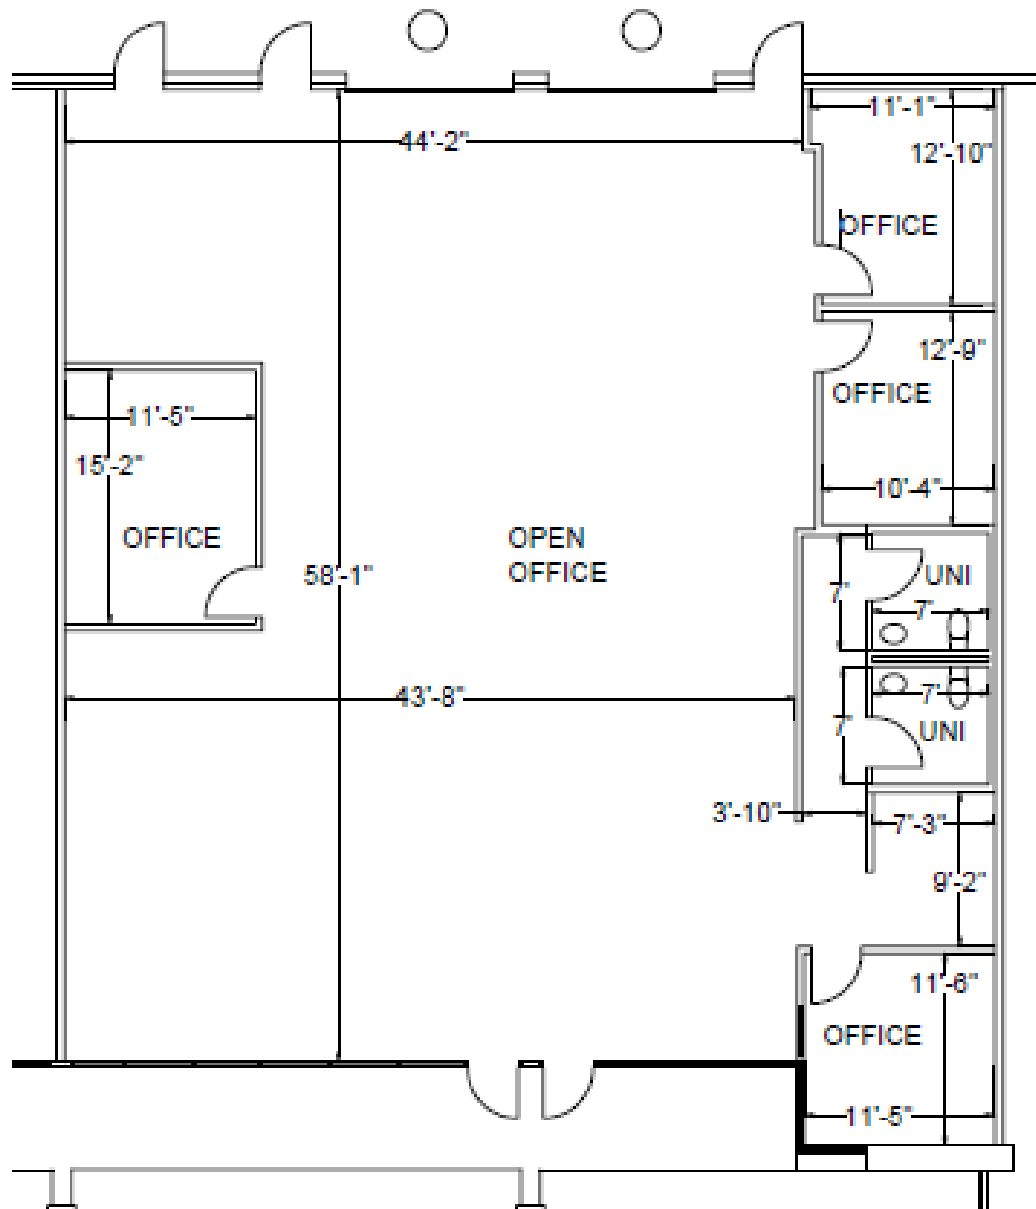 11'-1"
44'-2"
12'-10"
OFFICE
12'-9"
OFFICE
11'-5"
15'-2"
10'-4"
OFFICE
OPEN
OFFICE
58'-1"
UNI
7'
7'
43'-8"
7'
7'
UNI
3'-10"
7'-3"
9'-2"
11'-6"
OFFICE
11'-5"